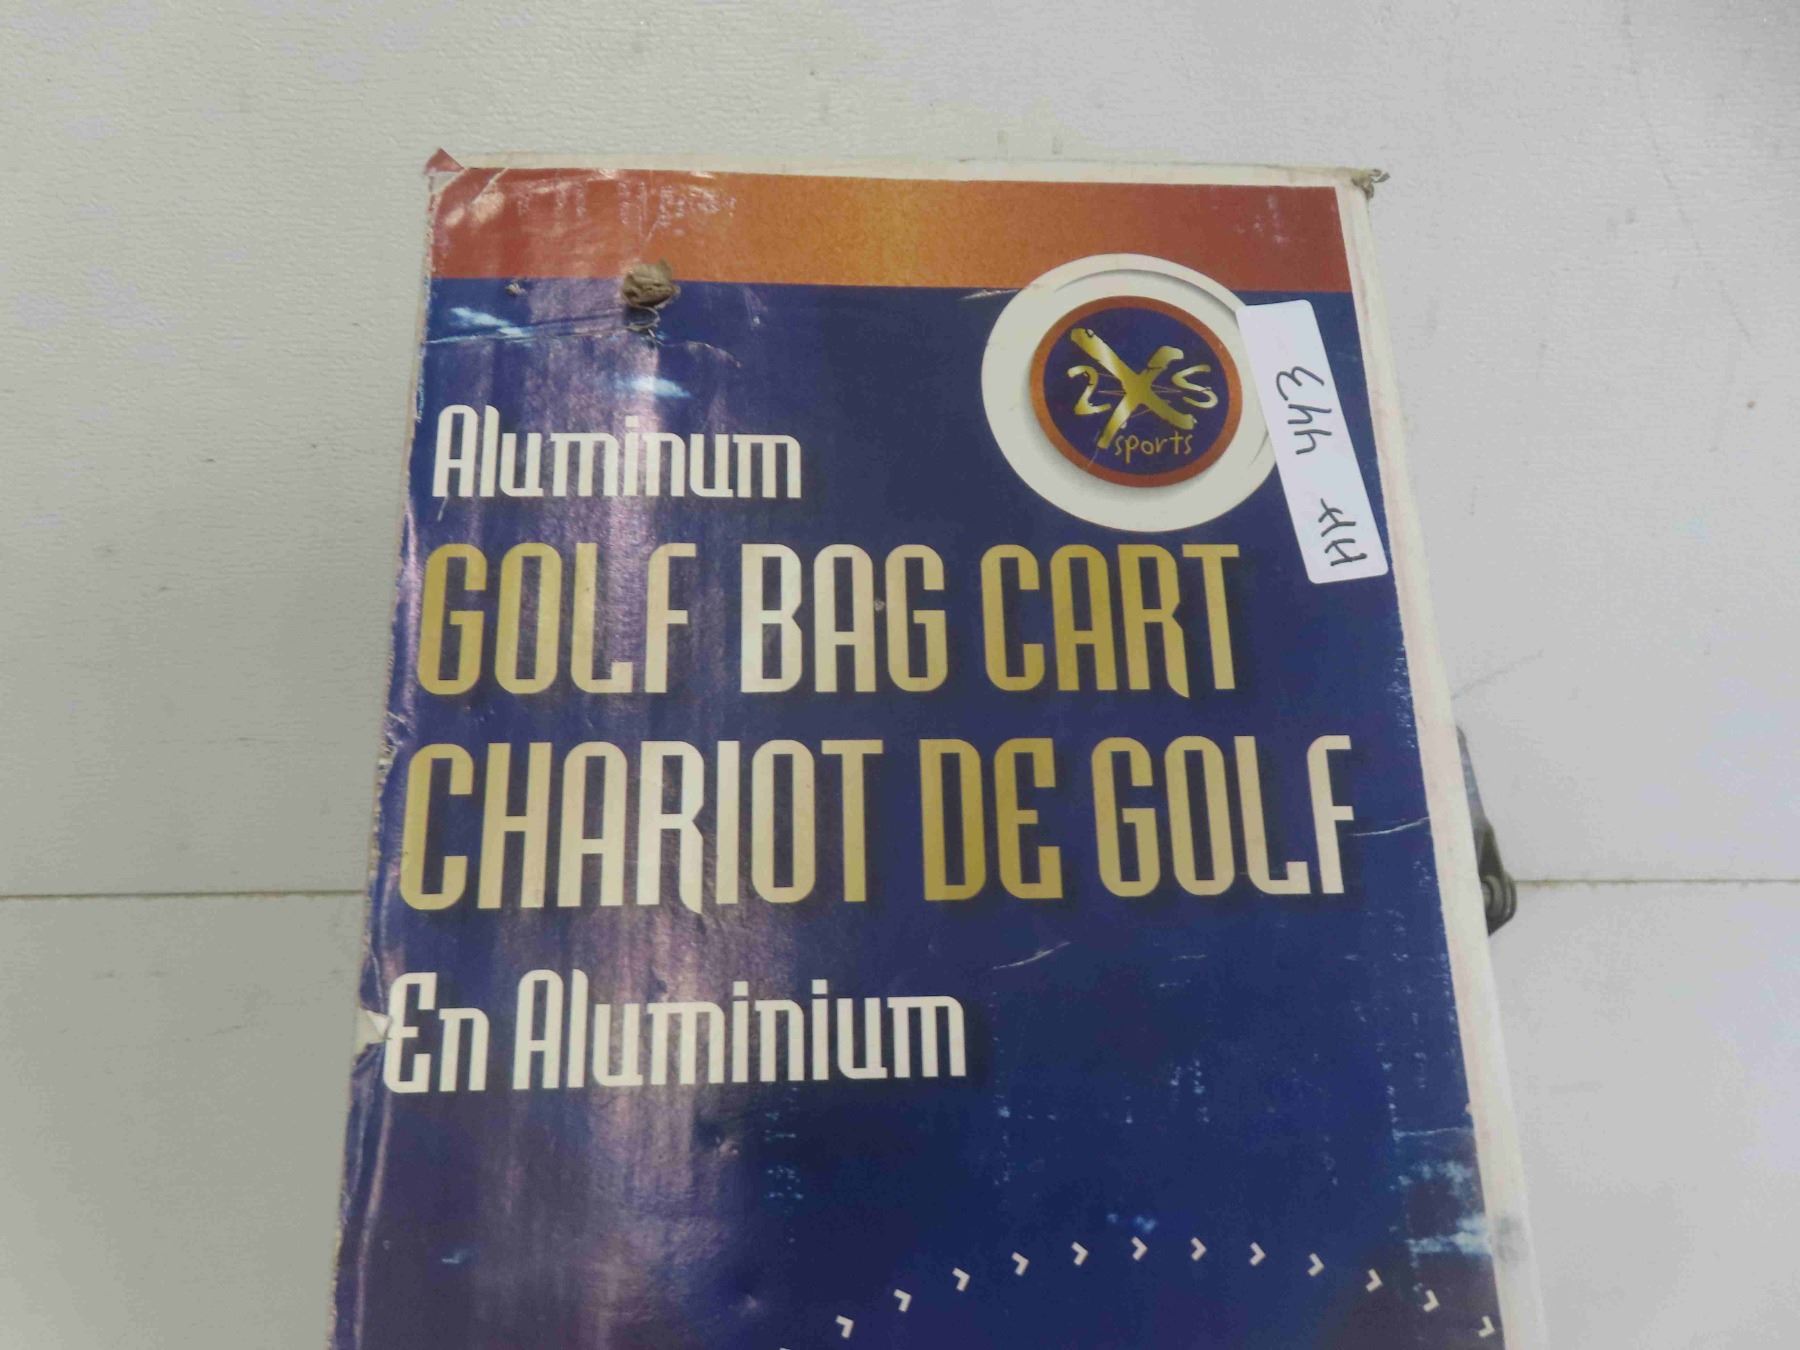 2XS
sports
HH 443
Aluminum
GOLF BAG CART
CHARIOT DE GOLF
En Aluminium